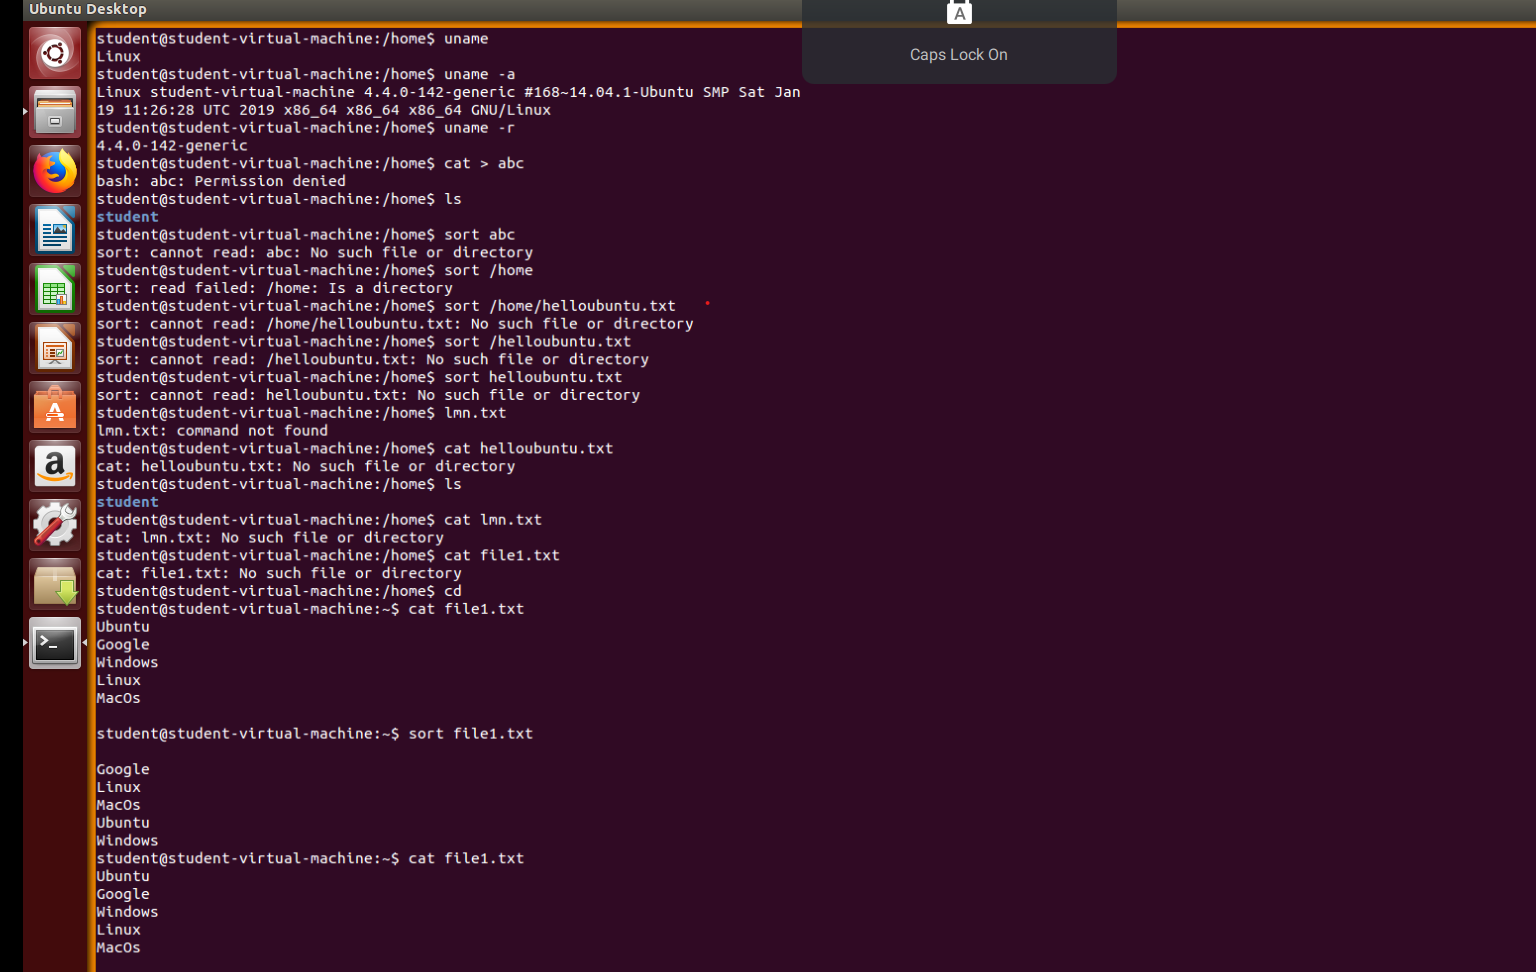 Ubuntu Desktop
A
Caps Lock On
student@student-virtual-machine:/home$ uname
Linux
student@student-virtual-machine:/home$ uname -a
Linux student-virtual-machine 4.4.0-142-generic #168~14.04.1-Ubuntu SMP Sat Jan
19 11:26:28 UTC 2019 x86_64 x86_64 x86_64 GNU/Linux
student@student-virtual-machine:/home$ uname -r
4.4.0-142-generic
student@student-virtual-machine:/home$ cat > abc
bash: abc: Permission denied
student@student-virtual-machine:/home$ ls
student
student@student-virtual-machine:/home$ sort abc
sort: cannot read: abc: No such file or directory
student@student-virtual-machine:/home$ sort /home
sort: read failed: /home: Is a directory
student@student-virtual-machine:/home$ sort /home/helloubuntu.txt
sort: cannot read: /home/helloubuntu.txt: No such file or directory
student@student-virtual-machine:/home$ sort /helloubuntu.txt
sort: cannot read: /helloubuntu.txt: No such file or directory
student@student-virtual-machine:/home$ sort helloubuntu.txt
sort: cannot read: helloubuntu.txt: No such file or directory
student@student-virtual-machine:/home$ lmn.txt
lmn.txt: command not found
student@student-virtual-machine:/home$ cat helloubuntu.txt
cat: helloubuntu.txt: No such file or directory
student@student-virtual-machine:/home$ ls
student
student@student-virtual-machine:/home$ cat lmn.txt
cat: lmn.txt: No such file or directory
student@student-virtual-machine:/home$ cat file1.txt
cat: file1.txt: No such file or directory
student@student-virtual-machine:/home$ cd
student@student-virtual-machine:~$ cat file1.txt
Ubuntu
Google
Windows
Linux
MacOs
student@student-virtual-machine:~$ sort file1.txt
Google
Linux
MacOs
Ubuntu
Windows
student@student-virtual-machine:~$ cat file1.txt
Ubuntu
Google
Windows
Linux
MacOs